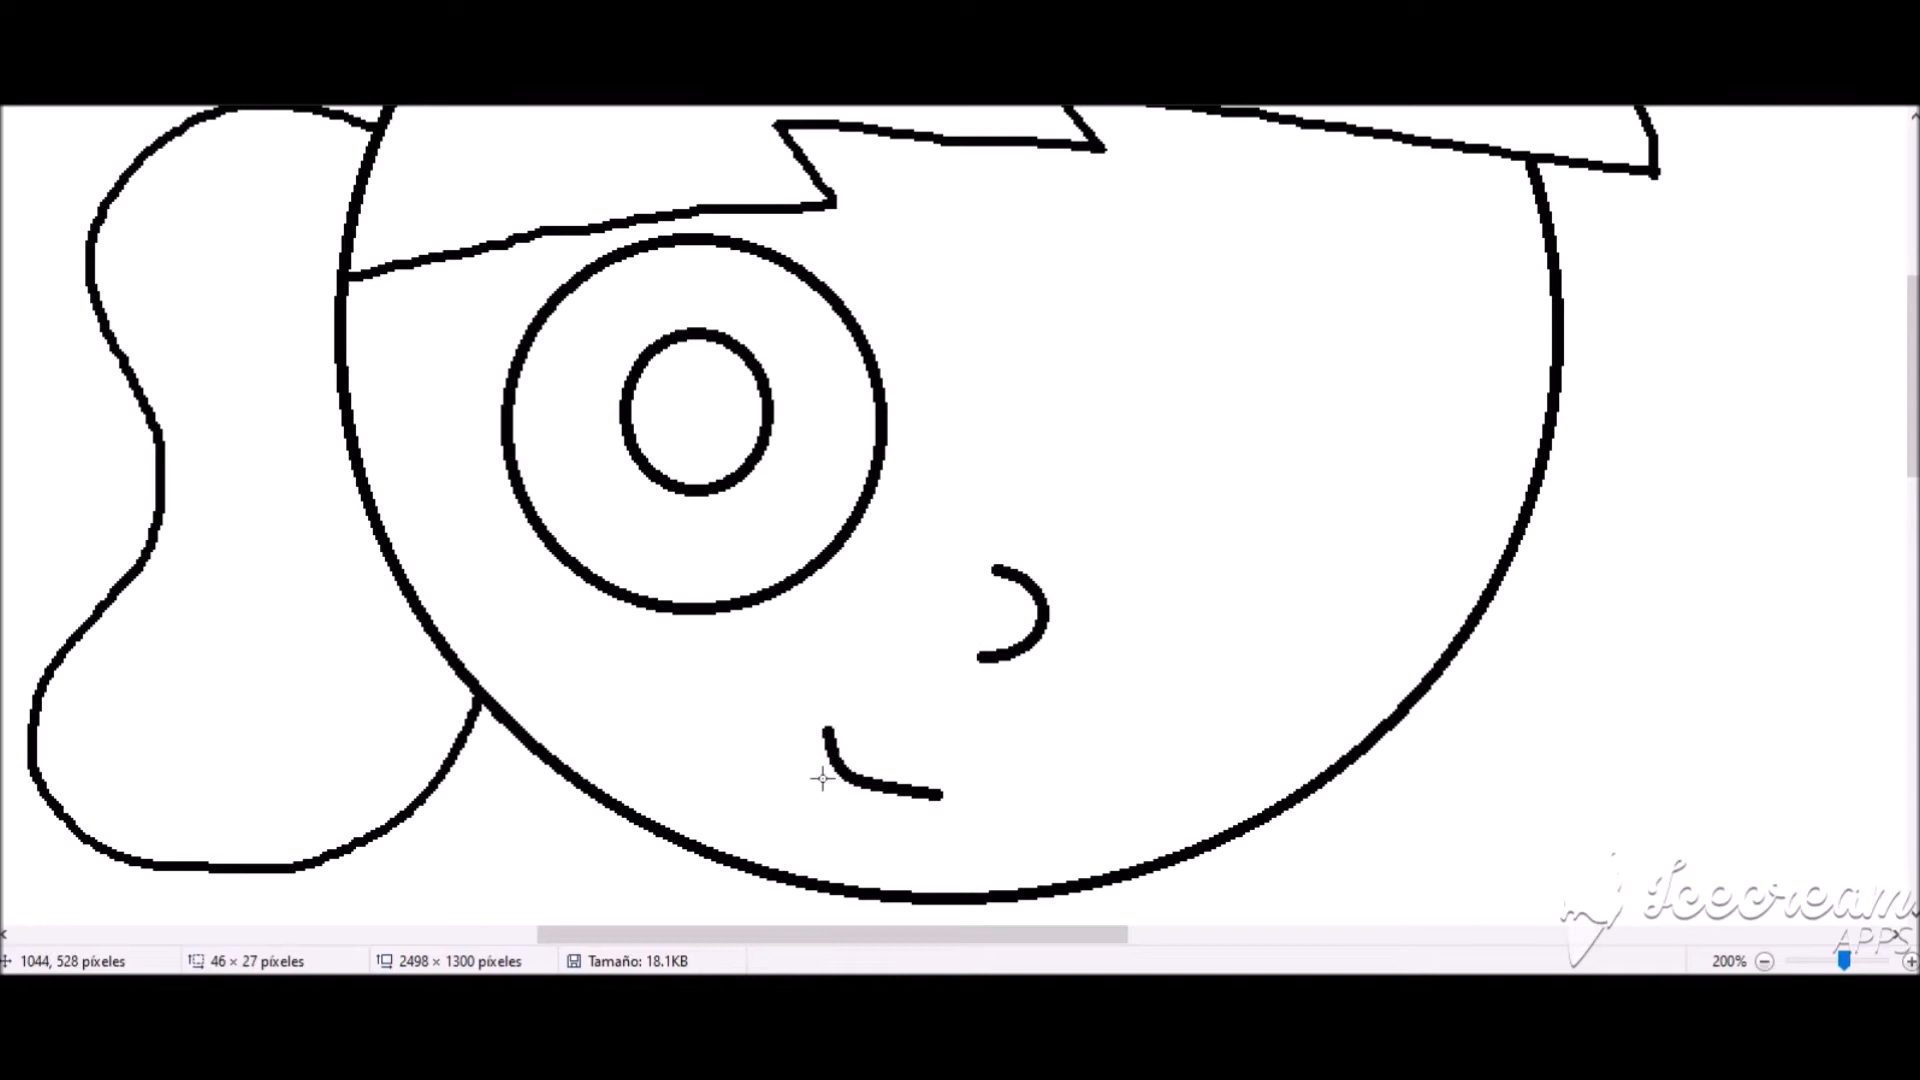 Icecream
APPS
1044, 528 píxeles
46 × 27 píxeles
2498 × 1300 píxeles
Tamaño: 18.1KB
200%